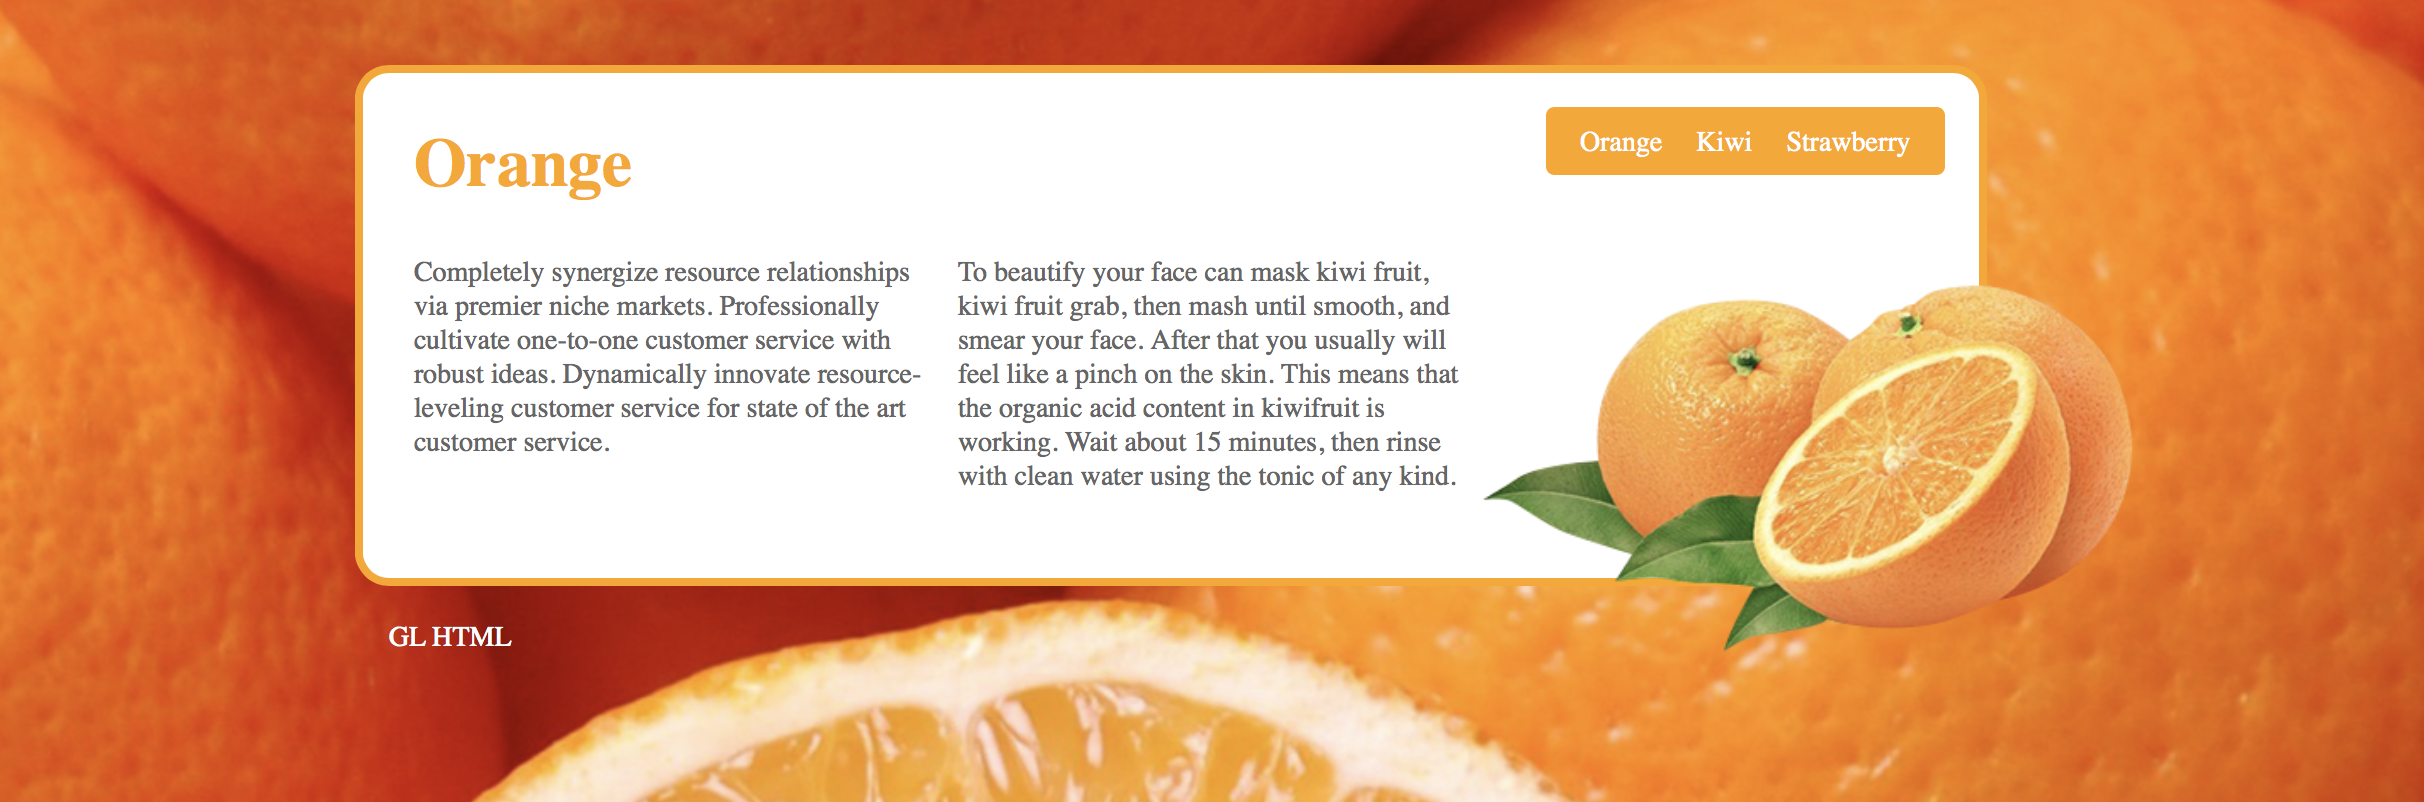 Orange
Orange Kiwi Strawberry
Completely synergize resource relationships
via premier niche markets. Professionally
cultivate one-to-one customer service with
robust ideas. Dynamically innovate resource-
leveling customer service for state of the art
customer service.
To beautify your face can mask kiwi fruit,
kiwi fruit grab, then mash until smooth, and
smear your face. After that you usually will
feel like a pinch on the skin. This means that
the organic acid content in kiwifruit is
working. Wait about 15 minutes, then rinse
with clean water using the tonic of any kind.
GL HTML